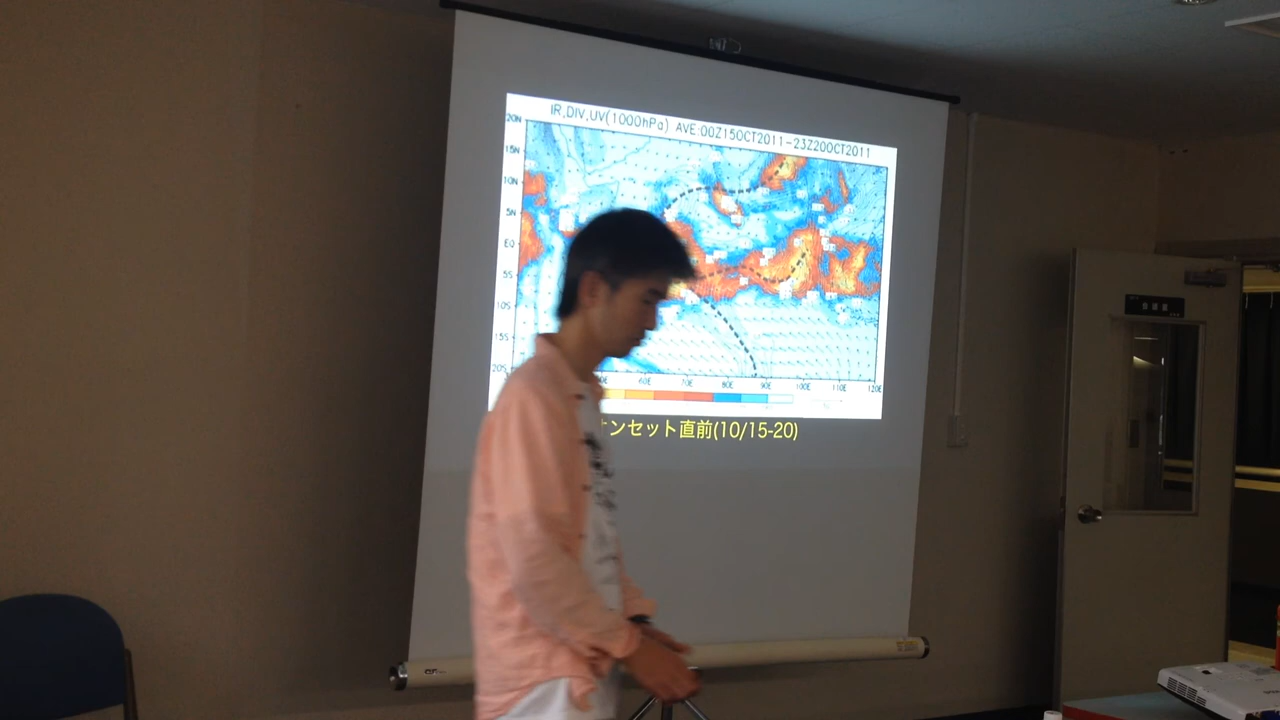 IR,DIV,UV(1000hPa) AVE:00Z15OCT2011-23Z20OCT2011
20N
15N
10N
5N
EQ
5S
10S
15S
20S
60E
70E
80E
90E
100E
110E
120E
ンセット直前(10/15-20)